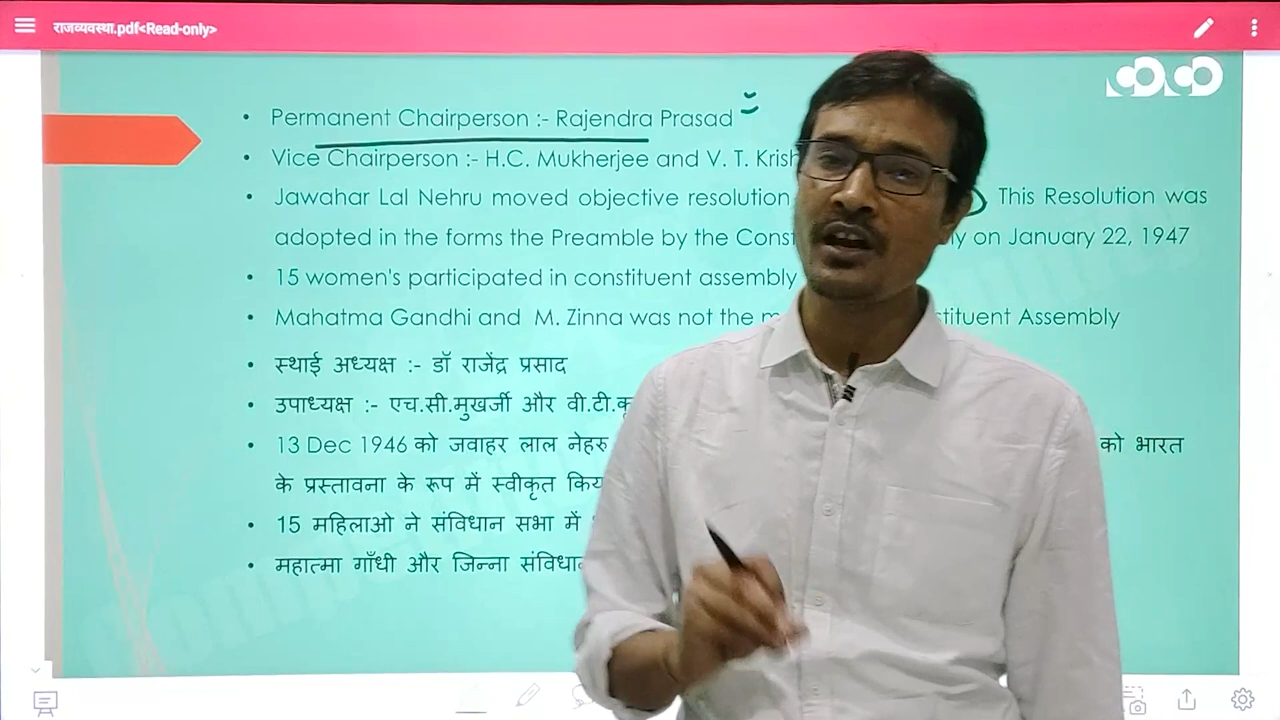 राजव्यवस्था.pdf<Read-only>
• Permanent Chairperson :- Rajendra Prasad
• Vice Chairperson :- H.C. Mukherjee and V. T.
• Jawahar Lal Nehru moved objective resolution This Resolution was
adopted in the forms the Preamble by the on January 22, 1947
• 15 women's participated in constituent assembly
• Mahatma Gandhi and M. Zinna was not the Assembly
• स्थाई अध्यक्ष :- डॉ राजेंद्र प्रसाद
• उपाध्यक्ष :- एच.सी.मुखर्जी और वी.टी.
• 13 Dec 1946 को जवाहर लाल नेहरु को भारत
के प्रस्तावना के रूप में स्वीकृत
• 15 महिलाओ ने संविधान सभा में
• महात्मा गाँधी और जिन्ना